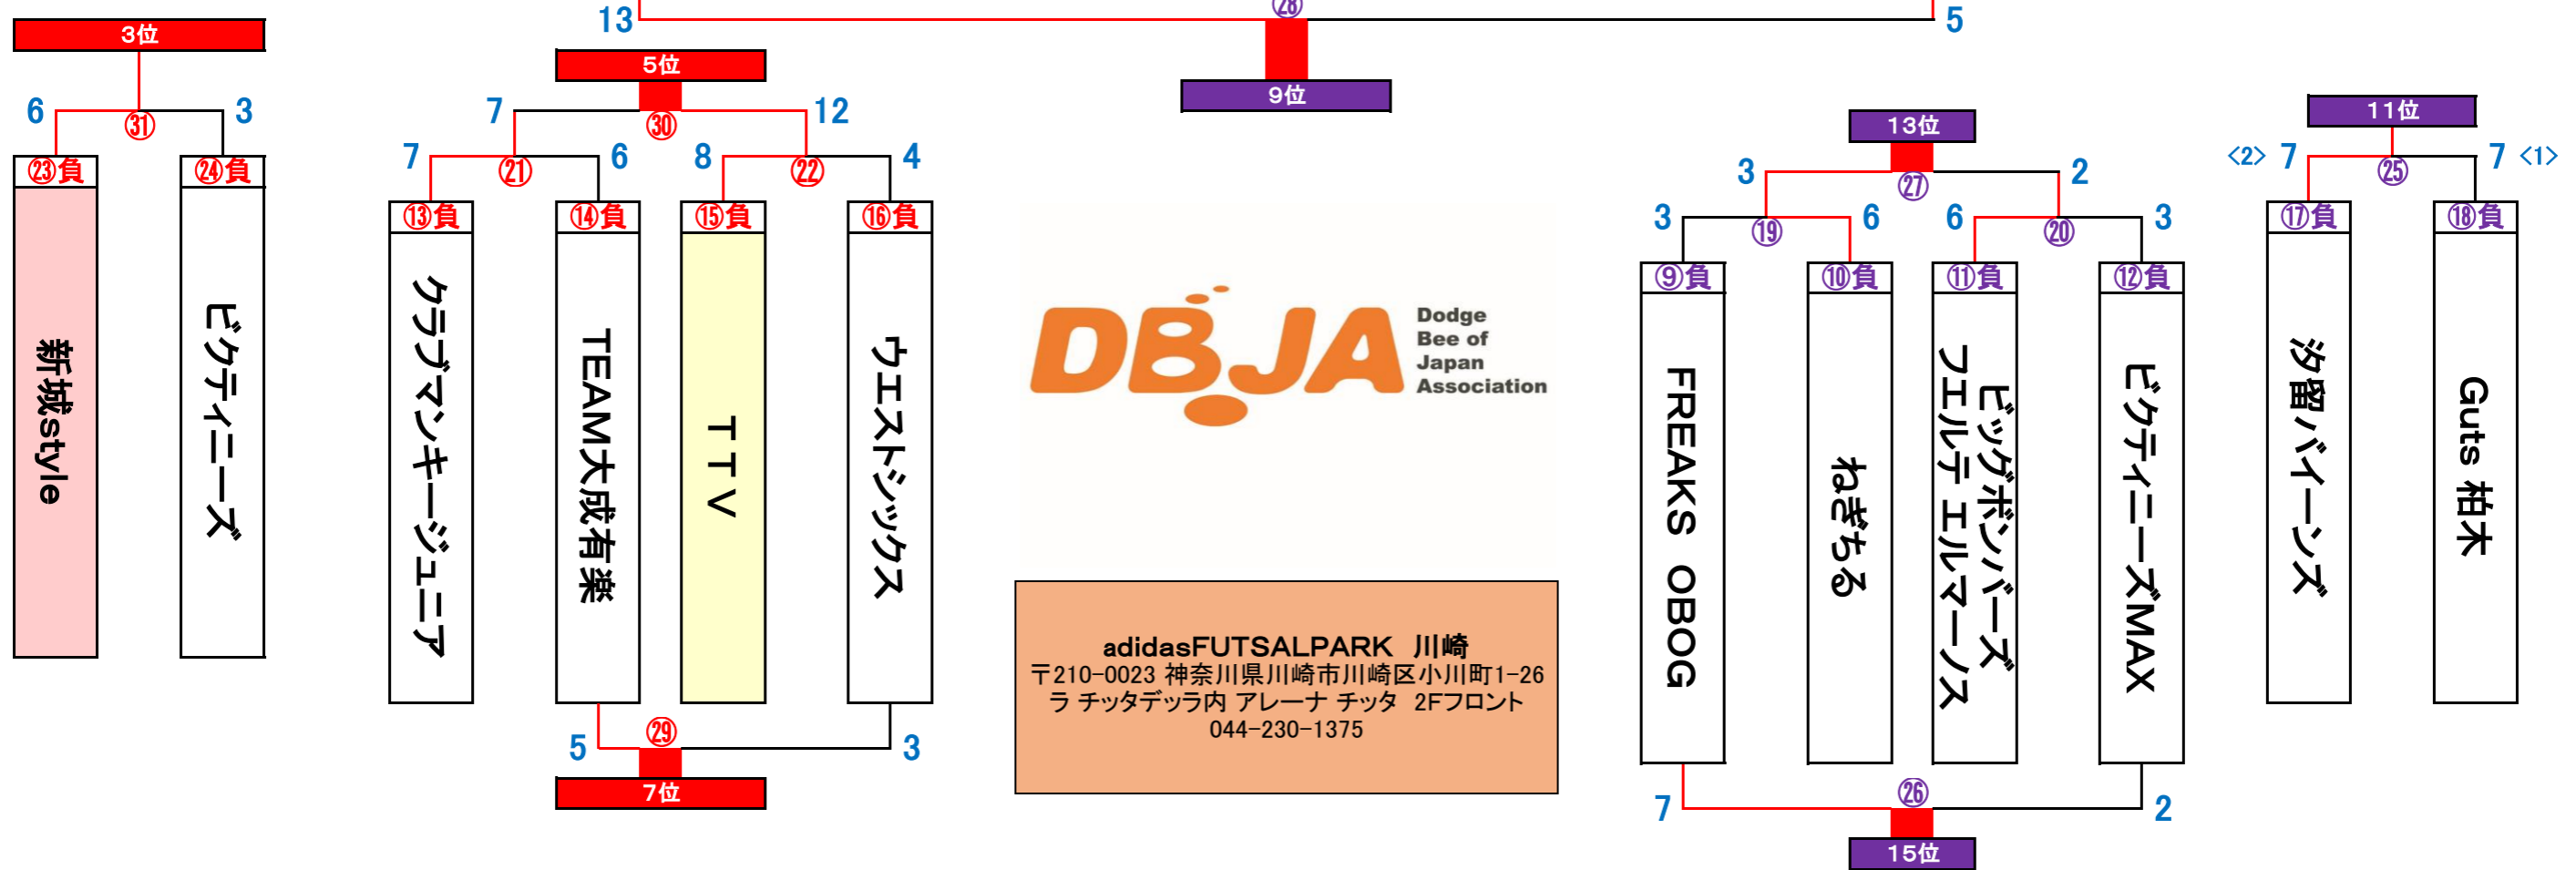 13
㉘
5
3位
6
㉛
3
㉓負
㉔負
新城style
ビクティニーズ
5位
7
㉚
12
7
㉑
6
8
㉒
4
⑬負
⑭負
⑮負
⑯負
クラブマンキージュニア
TEAM大成有楽
TTV
ウエストシックス
5
㉙
3
7位
9位
DBJA
Dodge
Bee of
Japan
Association
adidasFUTSALPARK 川崎
〒210-0023 神奈川県川崎市川崎区小川町1-26
ラ チッタデッラ内 アレーナ チッタ 2Fフロント
044-230-1375
13位
3
㉗
2
3
⑲
6
6
⑳
3
⑨負
⑩負
⑪負
⑫負
FREAKS OBOG
ねぎちる
ビッグボンバーズ
フエルテ エルマーノス
ビクティニーズMAX
7
㉖
2
15位
11位
<2> 7
㉕
7 <1>
⑰負
⑱負
汐留バイーンズ
Guts 柏木